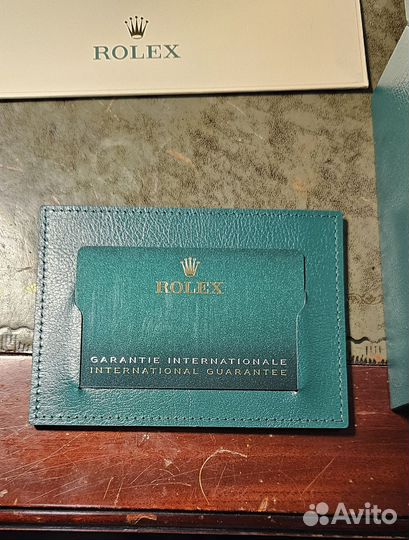 ROLEX
ROLEX
GARANTIE INTERNATIONALE
INTERNATIONAL GUARANTEE
Avito